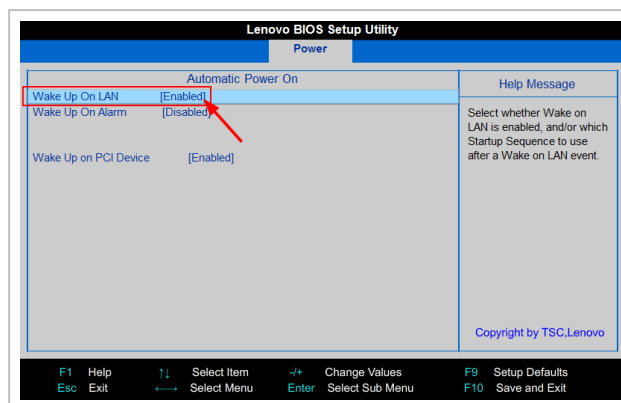 Lenovo BIOS Setup Utility
Power
Automatic Power On
Wake Up On LAN [Enabled]
Wake Up On Alarm [Disabled]
Wake Up on PCI Device [Enabled]
Help Message
Select whether Wake on
LAN is enabled, and/or which
Startup Sequence to use
after a Wake on LAN event.
Copyright by TSC,Lenovo
F1 Help ↑↓ Select Item -/+ Change Values F9 Setup Defaults
Esc Exit ←→ Select Menu Enter Select Sub Menu F10 Save and Exit